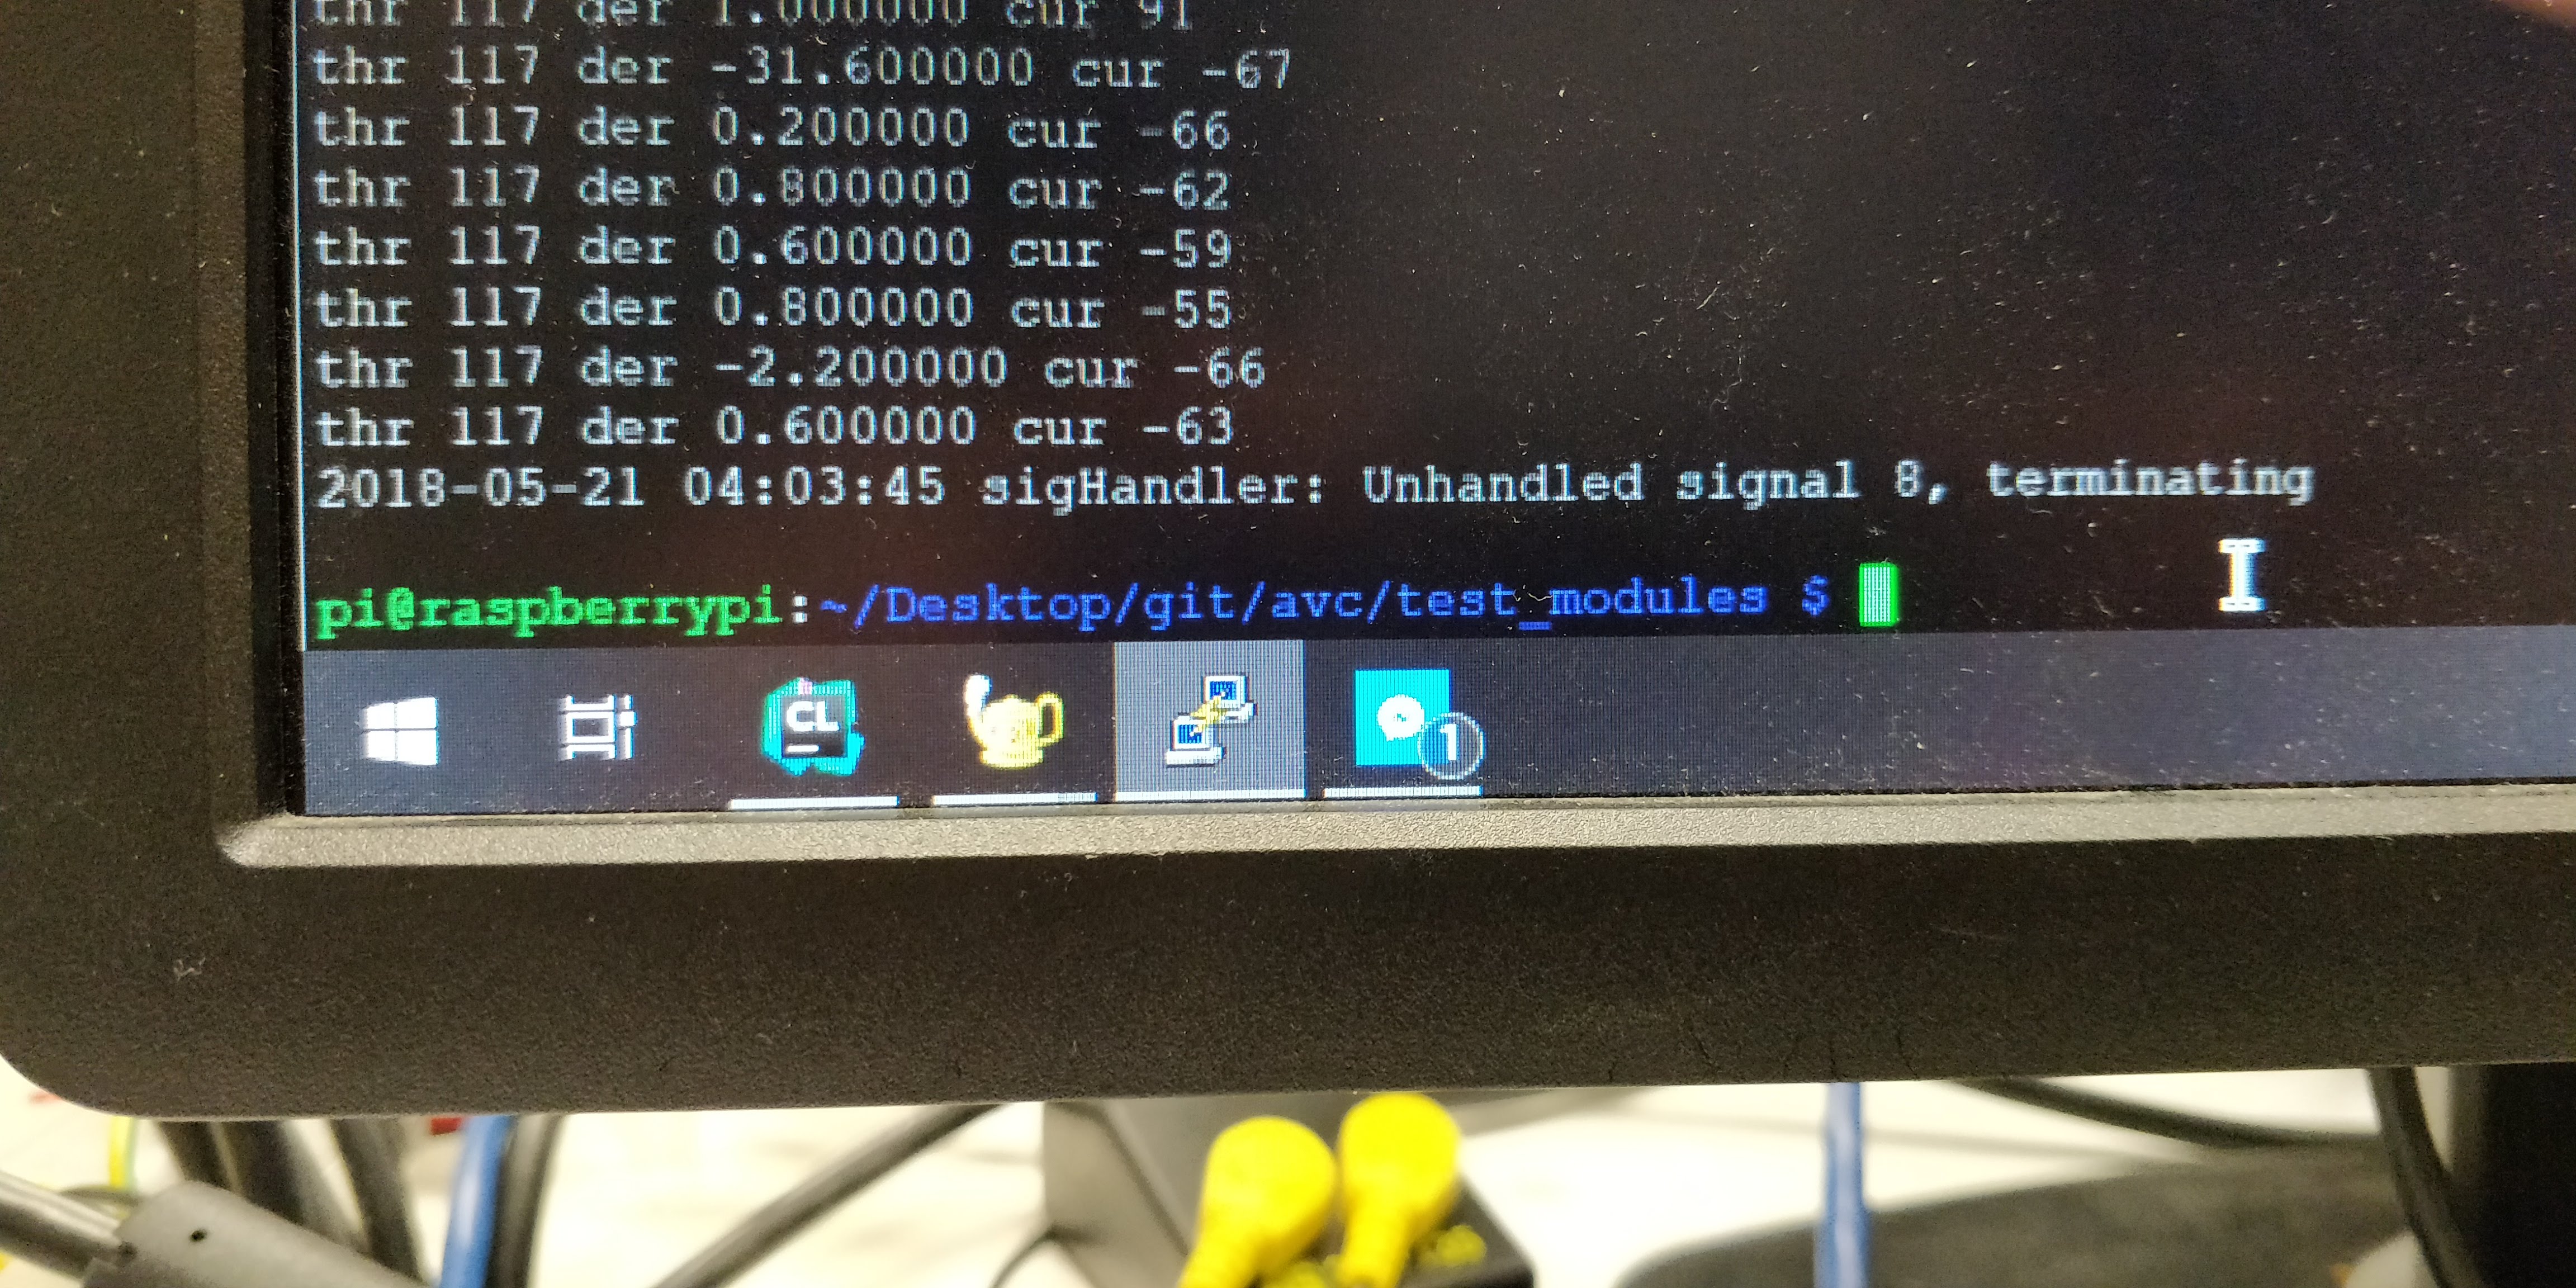 thr 117 der 1.000000 cur 91
thr 117 der -31.600000 cur -67
thr 117 der 0.200000 cur -66
thr 117 der 0.800000 cur -62
thr 117 der 0.600000 cur -59
thr 117 der 0.800000 cur -55
thr 117 der -2.200000 cur -66
thr 117 der 0.600000 cur -63
2018-05-21 04:03:45 sigHandler: Unhandled signal 8, terminating
pi@raspberrypi:~/Desktop/git/avc/test_modules $
CL
1